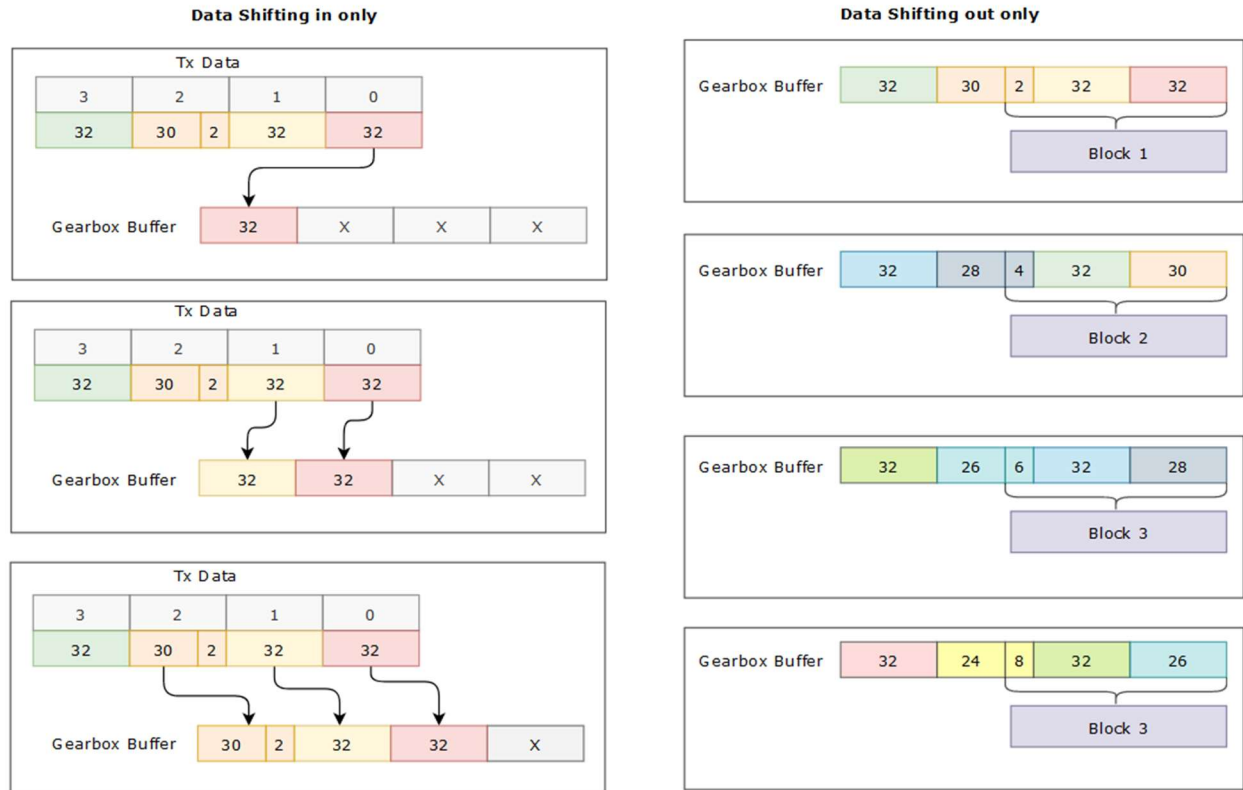 Data Shifting in only
Tx Data
3 2 1 0
32 30 2 32 32
Gearbox Buffer 32 X X X
Tx Data
3 2 1 0
32 30 2 32 32
Gearbox Buffer 32 32 X X
Tx Data
3 2 1 0
32 30 2 32 32
Gearbox Buffer 30 2 32 32 X
Data Shifting out only
Gearbox Buffer 32 30 2 32 32
Block 1
Gearbox Buffer 32 28 4 32 30
Block 2
Gearbox Buffer 32 26 6 32 28
Block 3
Gearbox Buffer 32 24 8 32 26
Block 3